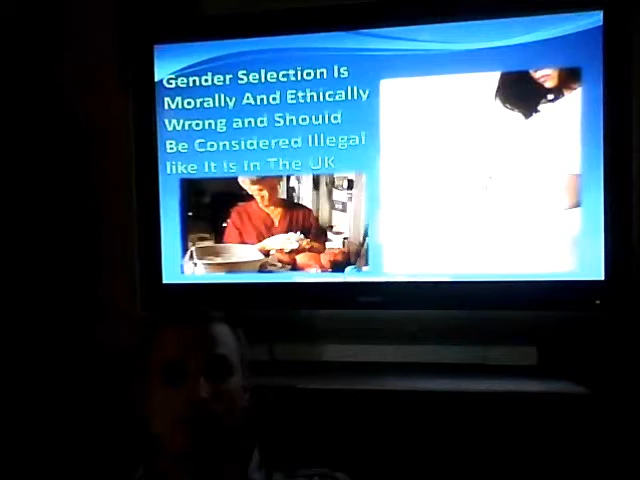 Gender Selection Is
Morally And Ethically
Wrong and Should
Be Considered Illegal
like It is In The UK